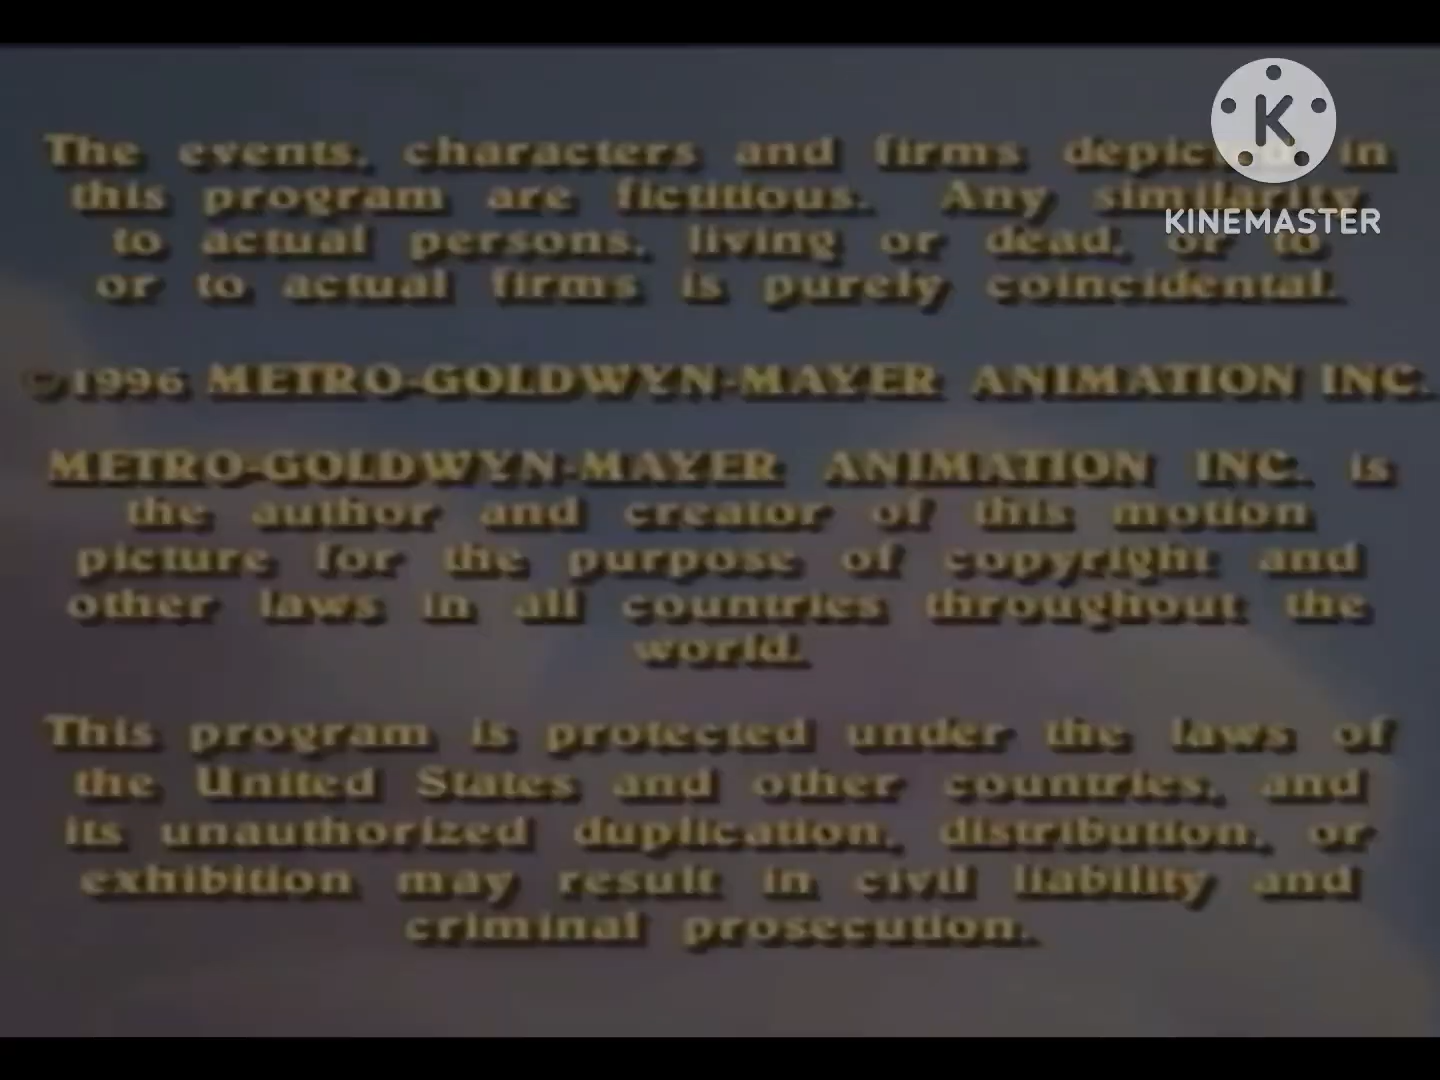 The events, characters and firms depicted in
this program are fictitious. Any similarity
to actual persons, living or dead, or to
or to actual firms is purely coincidental.
©1996 METRO-GOLDWYN-MAYER ANIMATION INC.
METRO-GOLDWYN-MAYER ANIMATION INC. is
the author and creator of this motion
picture for the purpose of copyright and
other laws in all countries throughout the
world.
This program is protected under the laws of
the United States and other countries, and
its unauthorized duplication, distribution, or
exhibition may result in civil liability and
criminal prosecution.
K
KINEMASTER